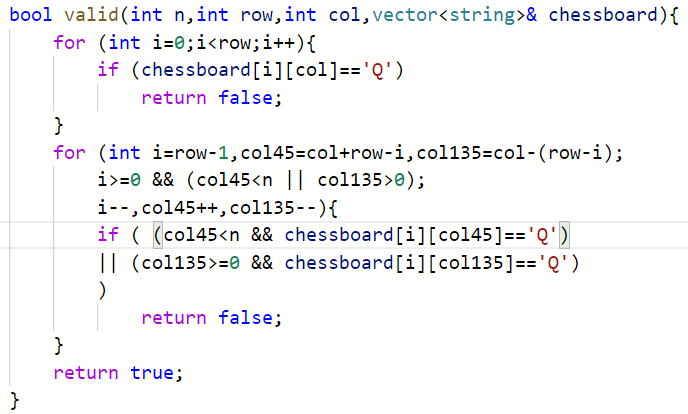 bool valid(int n,int row,int col,vector<string>& chessboard){
    for (int i=0;i<row;i++){
        if (chessboard[i][col]=='Q')
            return false;
    }
    for (int i=row-1,col45=col+row-i,col135=col-(row-i);
        i>=0 && (col45<n || col135>0);
        i--,col45++,col135--){
        if ( (col45<n && chessboard[i][col45]=='Q')
        || (col135>=0 && chessboard[i][col135]=='Q')
        )
            return false;
    }
    return true;
}